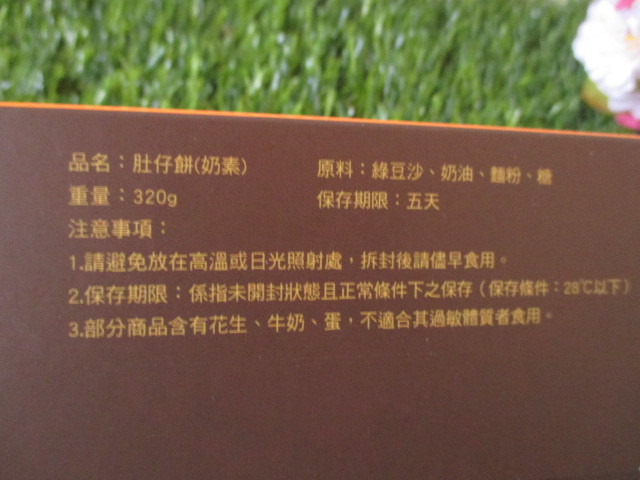 品名：肚仔餅(奶素) 原料：綠豆沙、奶油、麵粉、糖
重量：320g 保存期限：五天
注意事項：
1.請避免放在高溫或日光照射處，拆封後請儘早食用。
2.保存期限：係指未開封狀態且正常條件下之保存（保存條件：28℃以下）
3.部分商品含有花生、牛奶、蛋，不適合其過敏體質者食用。